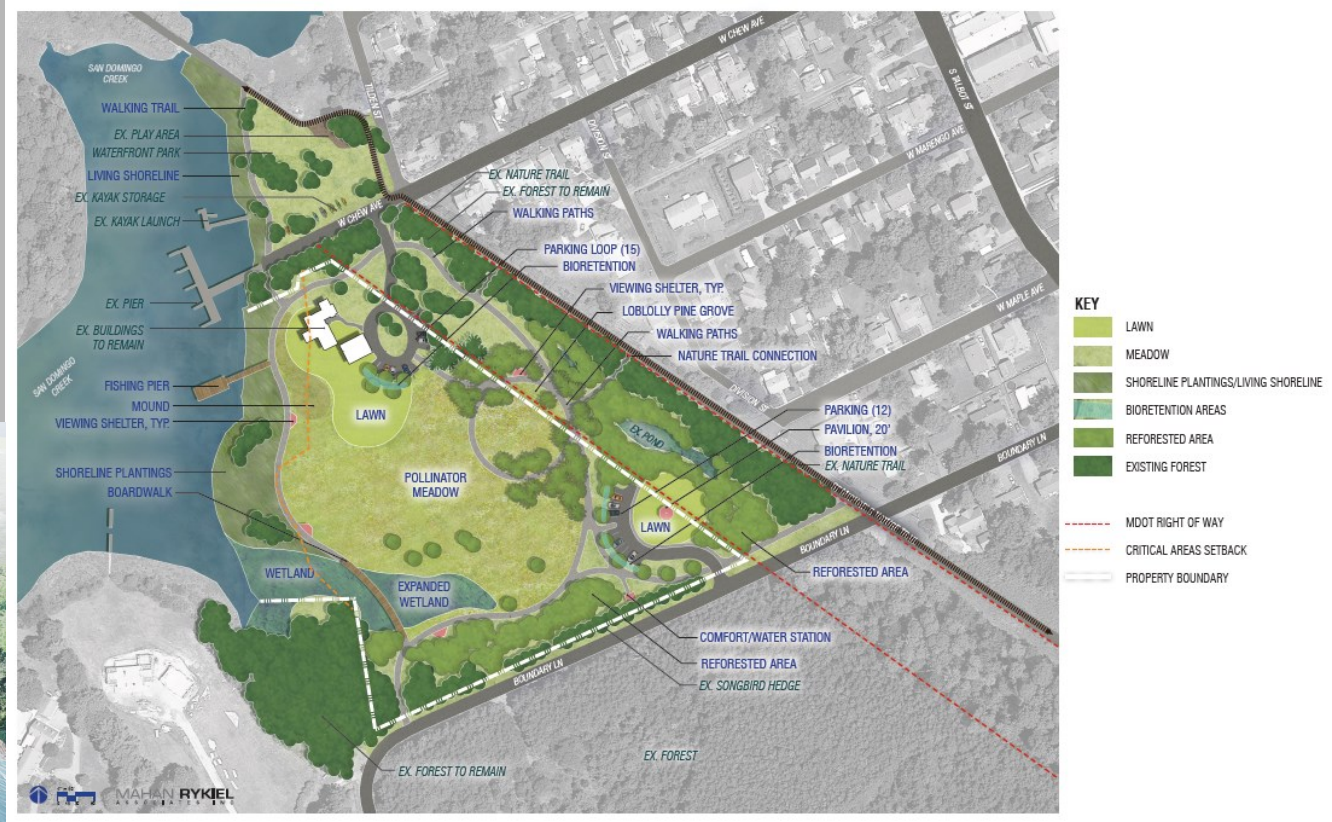 SAN DOMINGO
CREEK
WALKING TRAIL
EX. PLAY AREA
WATERFRONT PARK
LIVING SHORELINE
EX. KAYAK STORAGE
EX. KAYAK LAUNCH
EX. PIER
EX. BUILDINGS
TO REMAIN
SAN DOMINGO
CREEK
FISHING PIER
MOUND
VIEWING SHELTER, TYP.
SHORELINE PLANTINGS
BOARDWALK
WETLAND
EXPANDED
WETLAND
LAWN
POLLINATOR
MEADOW
TILDEN ST
W CHEW AVE
W CHEW AVE
S TALBOT ST
DIVISION ST
W MARENGO AVE
EX. NATURE TRAIL
EX. FOREST TO REMAIN
WALKING PATHS
PARKING LOOP (15)
BIORETENTION
VIEWING SHELTER, TYP.
LOBLOLLY PINE GROVE
WALKING PATHS
NATURE TRAIL CONNECTION
W MAPLE AVE
DIVISION ST
PARKING (12)
PAVILION, 20'
BIORETENTION
EX. NATURE TRAIL
BOUNDARY LN
EX. POND
LAWN
BOUNDARY LN
REFORESTED AREA
COMFORT/WATER STATION
REFORESTED AREA
EX. SONGBIRD HEDGE
BOUNDARY LN
EX. FOREST
EX. FOREST TO REMAIN
MAHAN RYKIEL
ASSOCIATES INC
KEY
LAWN
MEADOW
SHORELINE PLANTINGS/LIVING SHORELINE
BIORETENTION AREAS
REFORESTED AREA
EXISTING FOREST
MDOT RIGHT OF WAY
CRITICAL AREAS SETBACK
PROPERTY BOUNDARY